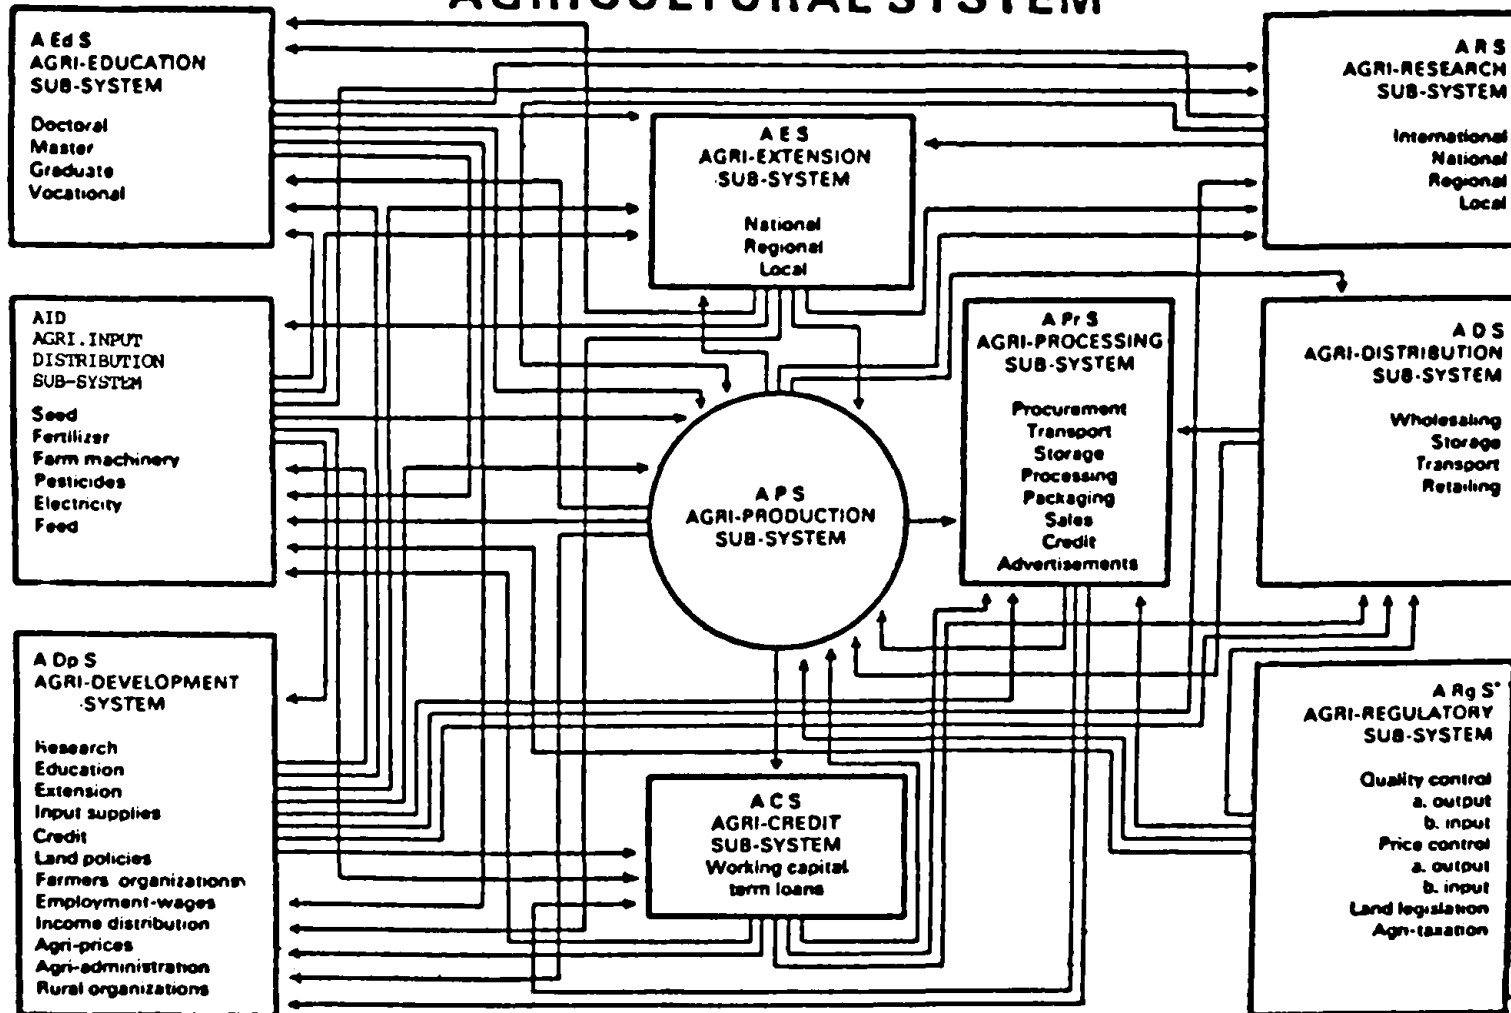 AGRICULTURAL SYSTEM
A Ed S
AGRI-EDUCATION
SUB-SYSTEM
Doctoral
Master
Graduate
Vocational
A E S
AGRI-EXTENSION
SUB-SYSTEM
National
Regional
Local
A R S
AGRI-RESEARCH
SUB-SYSTEM
International
National
Regional
Local
AID
AGRI.INPUT
DISTRIBUTION
SUB-SYSTEM
Seed
Fertilizer
Farm machinery
Pesticides
Electricity
Feed
A P S
AGRI-PRODUCTION
SUB-SYSTEM
A Pr S
AGRI-PROCESSING
SUB-SYSTEM
Procurement
Transport
Storage
Processing
Packaging
Sales
Credit
Advertisements
A D S
AGRI-DISTRIBUTION
SUB-SYSTEM
Wholesaling
Storage
Transport
Retailing
A Dp S
AGRI-DEVELOPMENT
SYSTEM
Research
Education
Extension
Input supplies
Credit
Land policies
Farmers organizations
Employment-wages
Income distribution
Agri-prices
Agri-administration
Rural organizations
A C S
AGRI-CREDIT
SUB-SYSTEM
Working capital
term loans
A Rg S*
AGRI-REGULATORY
SUB-SYSTEM
Quality control
a. output
b. input
Price control
a. output
b. input
Land legislation
Agri-taxation